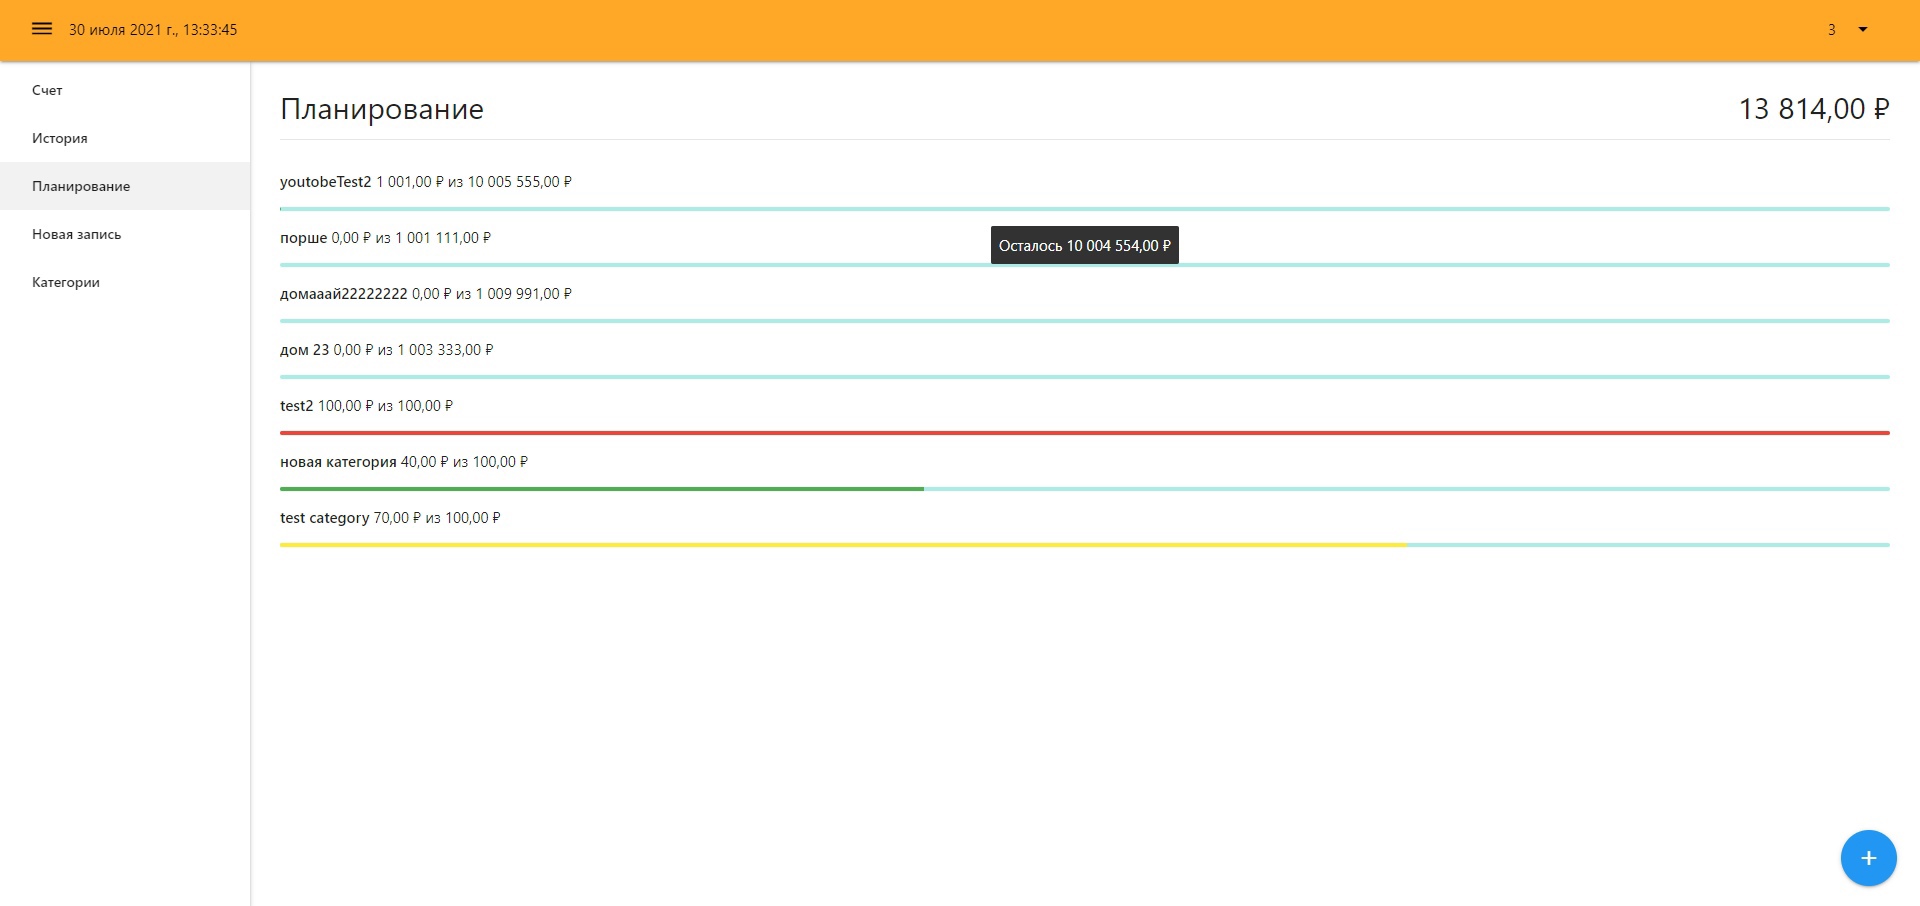 30 июля 2021 г., 13:33:45
3
Счет
История
Планирование
Новая запись
Категории
Планирование
13 814,00 ₽
youtobeTest2 1 001,00 ₽ из 10 005 555,00 ₽
порше 0,00 ₽ из 1 001 111,00 ₽
Осталось 10 004 554,00 ₽
домааай22222222 0,00 ₽ из 1 009 991,00 ₽
дом 23 0,00 ₽ из 1 003 333,00 ₽
test2 100,00 ₽ из 100,00 ₽
новая категория 40,00 ₽ из 100,00 ₽
test category 70,00 ₽ из 100,00 ₽